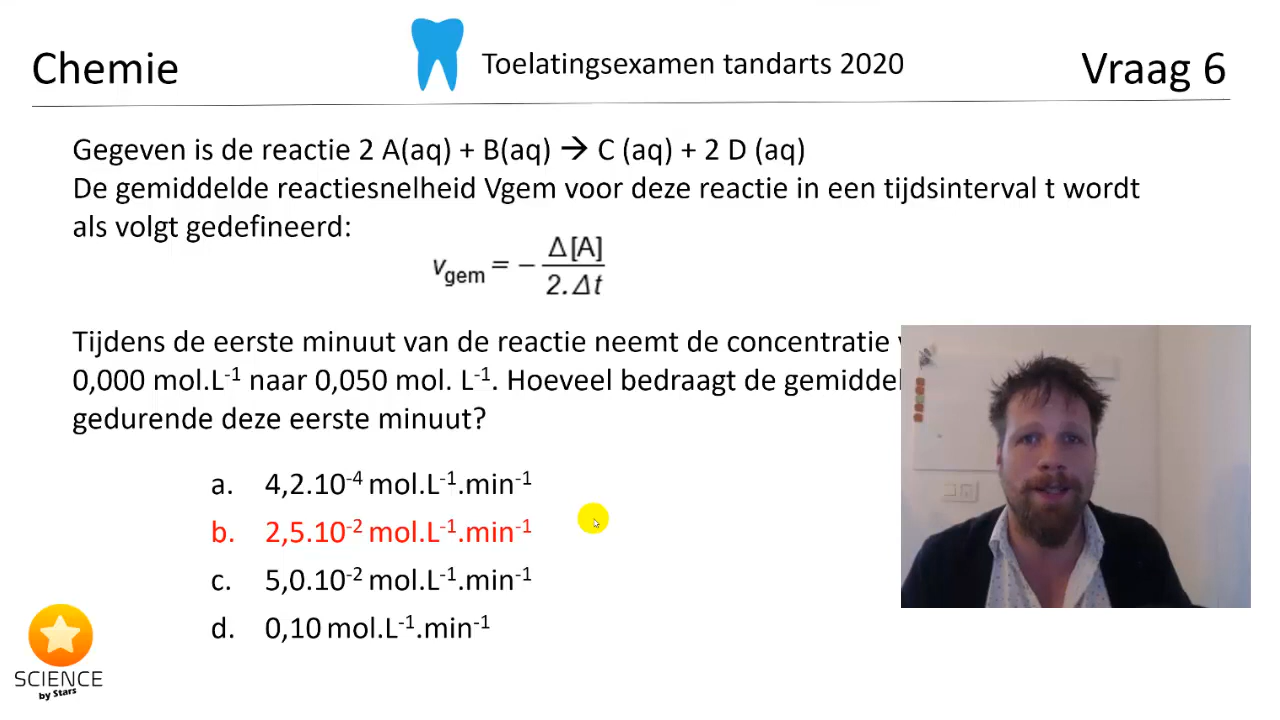 Chemie
Toelatingsexamen tandarts 2020
Vraag 6
Gegeven is de reactie 2 A(aq) + B(aq) → C (aq) + 2 D (aq)
De gemiddelde reactiesnelheid Vgem voor deze reactie in een tijdsinterval t wordt
als volgt gedefineerd:
v_gem = − Δ[A] / 2.Δt
Tijdens de eerste minuut van de reactie neemt de concentratie
0,000 mol.L⁻¹ naar 0,050 mol. L⁻¹. Hoeveel bedraagt de
gedurende deze eerste minuut?
a. 4,2.10⁻⁴ mol.L⁻¹.min⁻¹
b. 2,5.10⁻² mol.L⁻¹.min⁻¹
c. 5,0.10⁻² mol.L⁻¹.min⁻¹
d. 0,10 mol.L⁻¹.min⁻¹
SCIENCE
by Stars